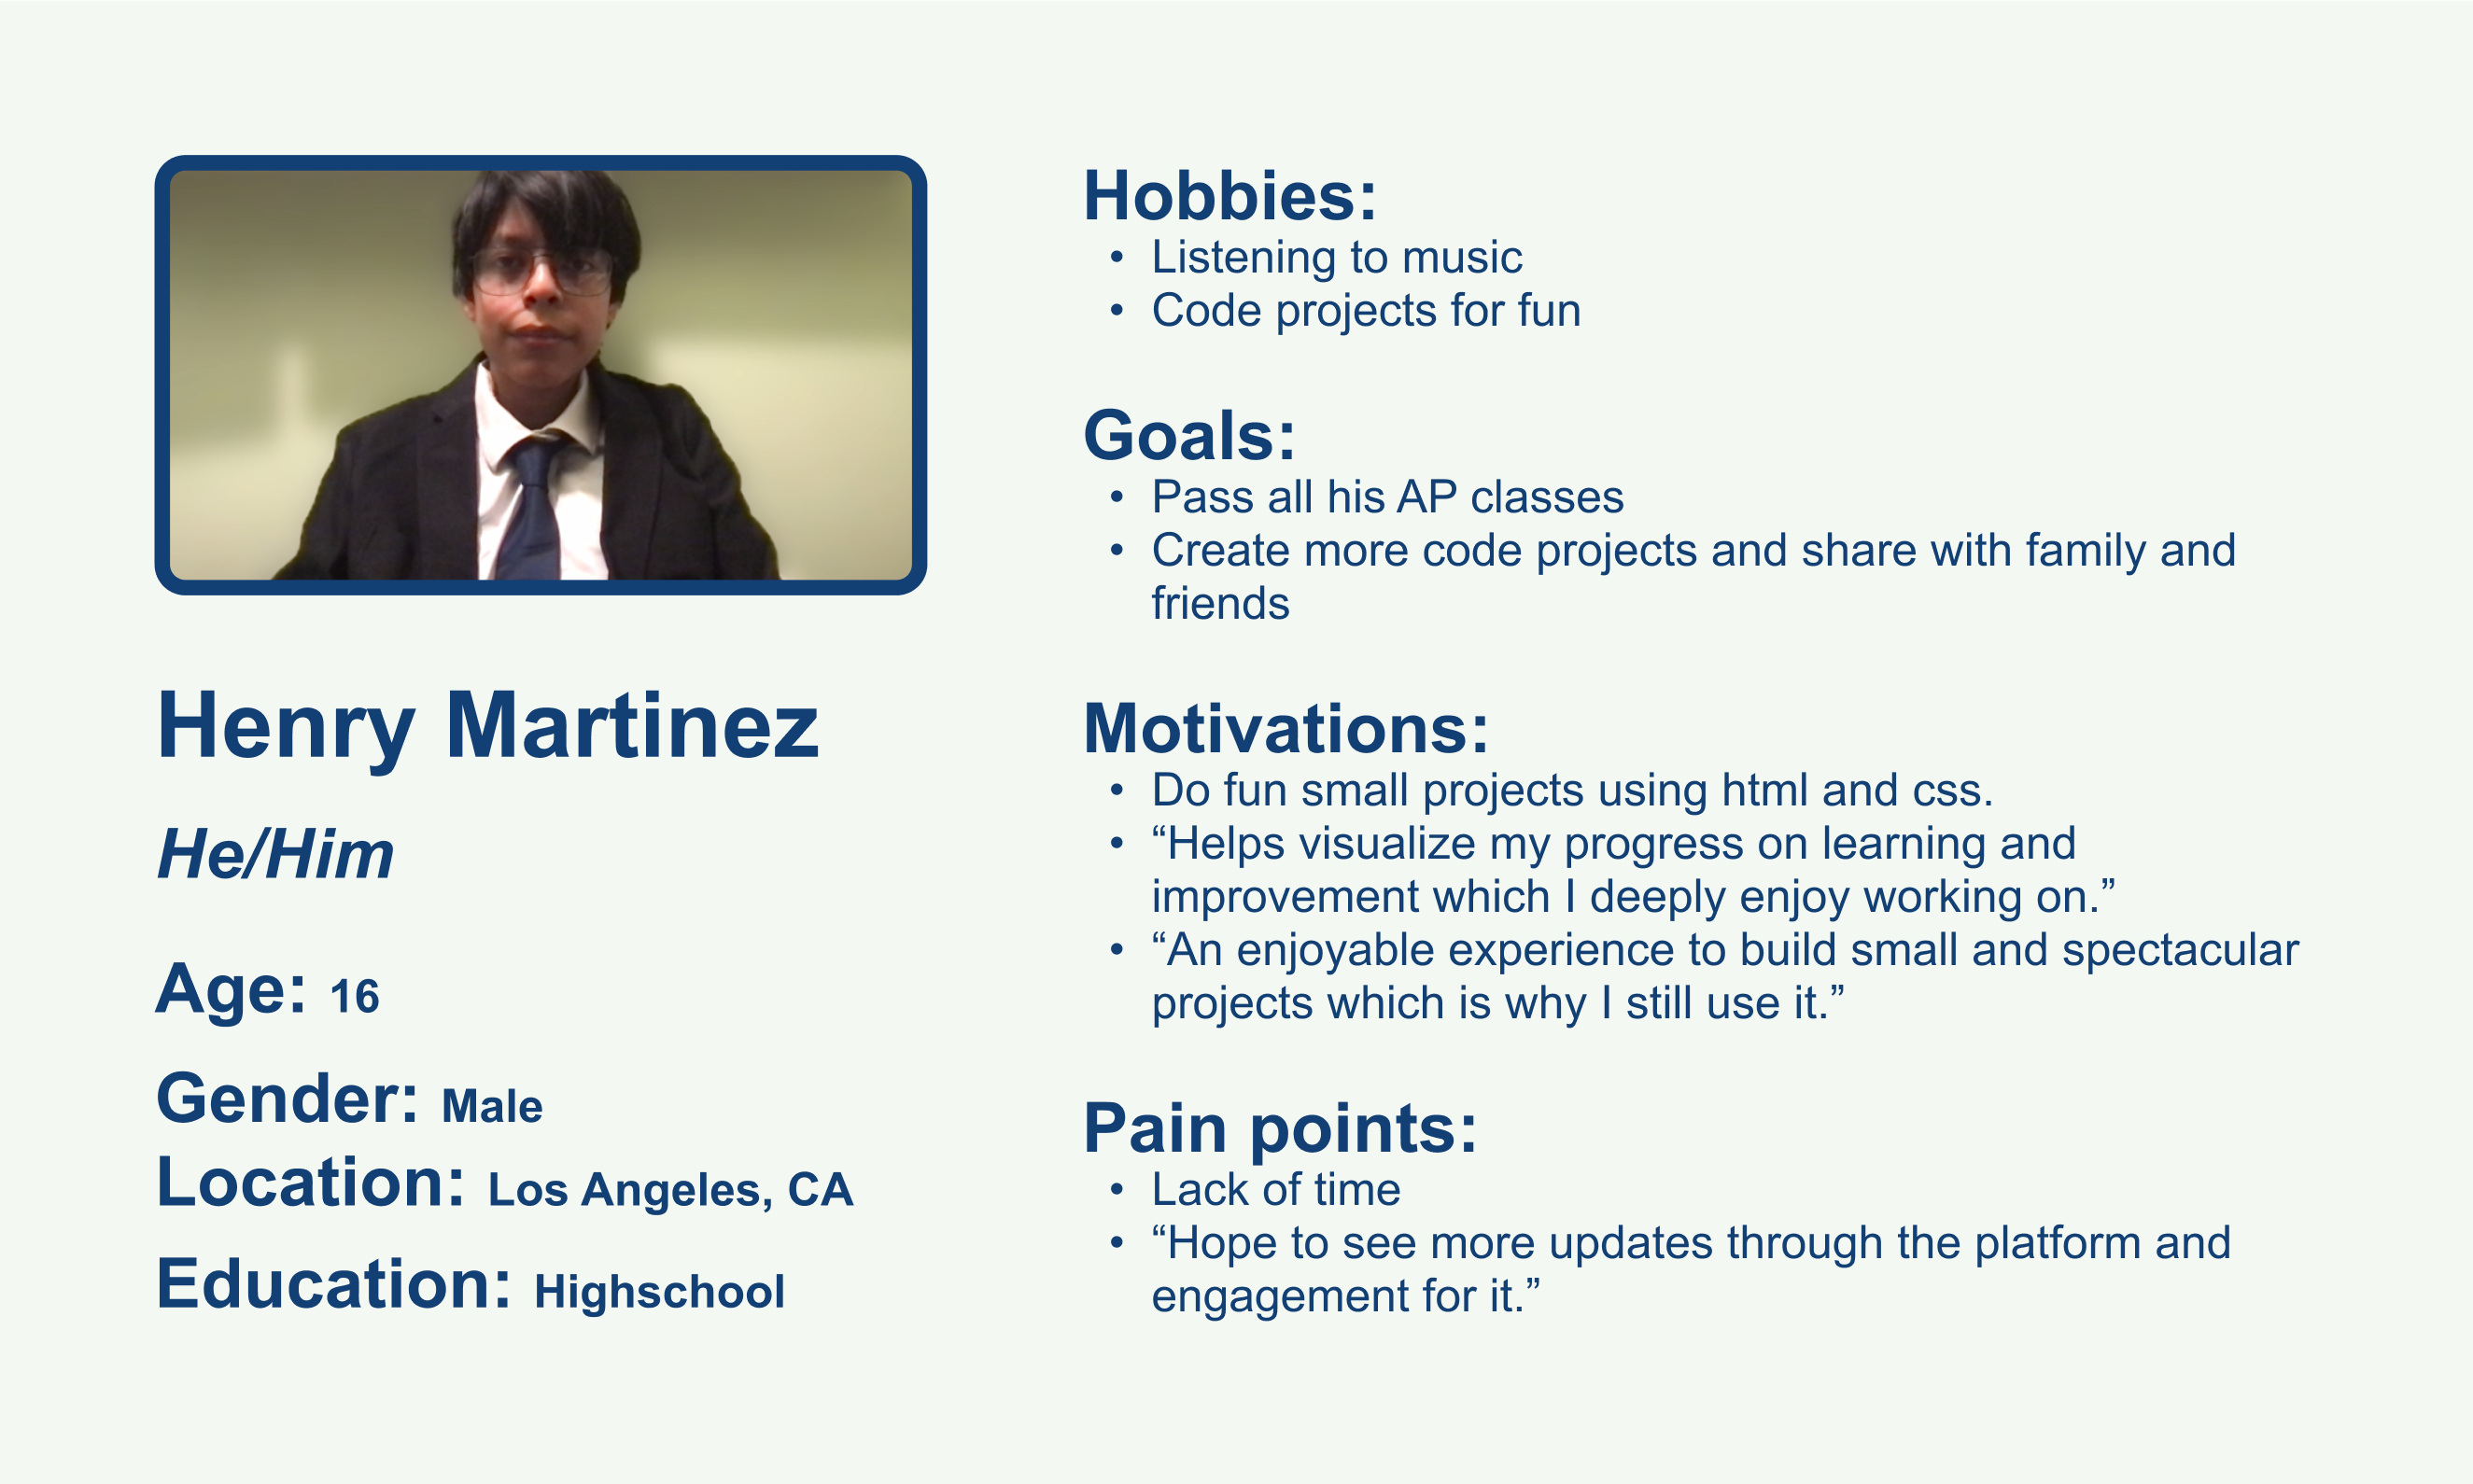 Henry Martinez
He/Him
Age: 16
Gender: Male
Location: Los Angeles, CA
Education: Highschool
Hobbies:
• Listening to music
• Code projects for fun
Goals:
• Pass all his AP classes
• Create more code projects and share with family and
friends
Motivations:
• Do fun small projects using html and css.
• “Helps visualize my progress on learning and
improvement which I deeply enjoy working on.”
• “An enjoyable experience to build small and spectacular
projects which is why I still use it.”
Pain points:
• Lack of time
• “Hope to see more updates through the platform and
engagement for it.”